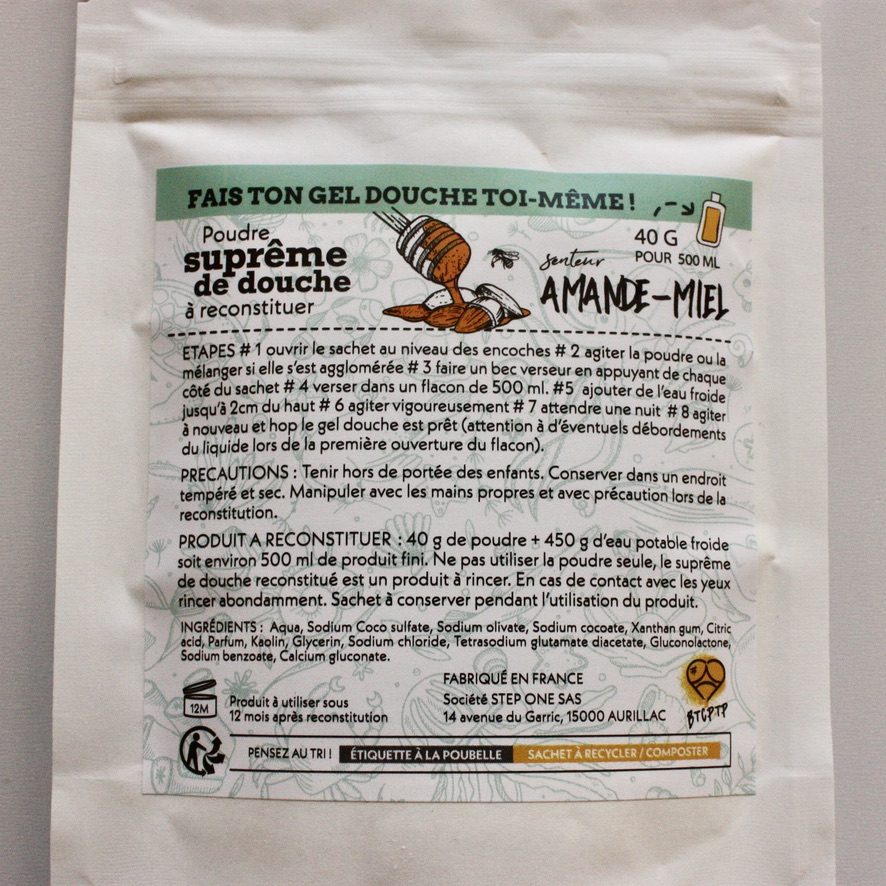 FAIS TON GEL DOUCHE TOI-MÊME !
Poudre
suprême
de douche
à reconstituer
40 G
POUR 500 ML
senteur
AMANDE-MIEL
ETAPES # 1 ouvrir le sachet au niveau des encoches # 2 agiter la poudre ou la
mélanger si elle s'est agglomérée # 3 faire un bec verseur en appuyant de chaque
côté du sachet # 4 verser dans un flacon de 500 ml. #5 ajouter de l'eau froide
jusqu'à 2cm du haut # 6 agiter vigoureusement # 7 attendre une nuit # 8 agiter
à nouveau et hop le gel douche est prêt (attention à d'éventuels débordements
du liquide lors de la première ouverture du flacon).
PRECAUTIONS : Tenir hors de portée des enfants. Conserver dans un endroit
tempéré et sec. Manipuler avec les mains propres et avec précaution lors de la
reconstitution.
PRODUIT A RECONSTITUER : 40 g de poudre + 450 g d'eau potable froide
soit environ 500 ml de produit fini. Ne pas utiliser la poudre seule, le suprême
de douche reconstitué est un produit à rincer. En cas de contact avec les yeux
rincer abondamment. Sachet à conserver pendant l'utilisation du produit.
INGRÉDIENTS : Aqua, Sodium Coco sulfate, Sodium olivate, Sodium cocoate, Xanthan gum, Citric
acid, Parfum, Kaolin, Glycerin, Sodium chloride, Tetrasodium glutamate diacetate, Gluconolactone,
Sodium benzoate, Calcium gluconate.
12M
Produit à utiliser sous
12 mois après reconstitution
FABRIQUÉ EN FRANCE
Société STEP ONE SAS
14 avenue du Garric, 15000 AURILLAC
#
BTGPTP
PENSEZ AU TRI ! ÉTIQUETTE À LA POUBELLE SACHET À RECYCLER / COMPOSTER